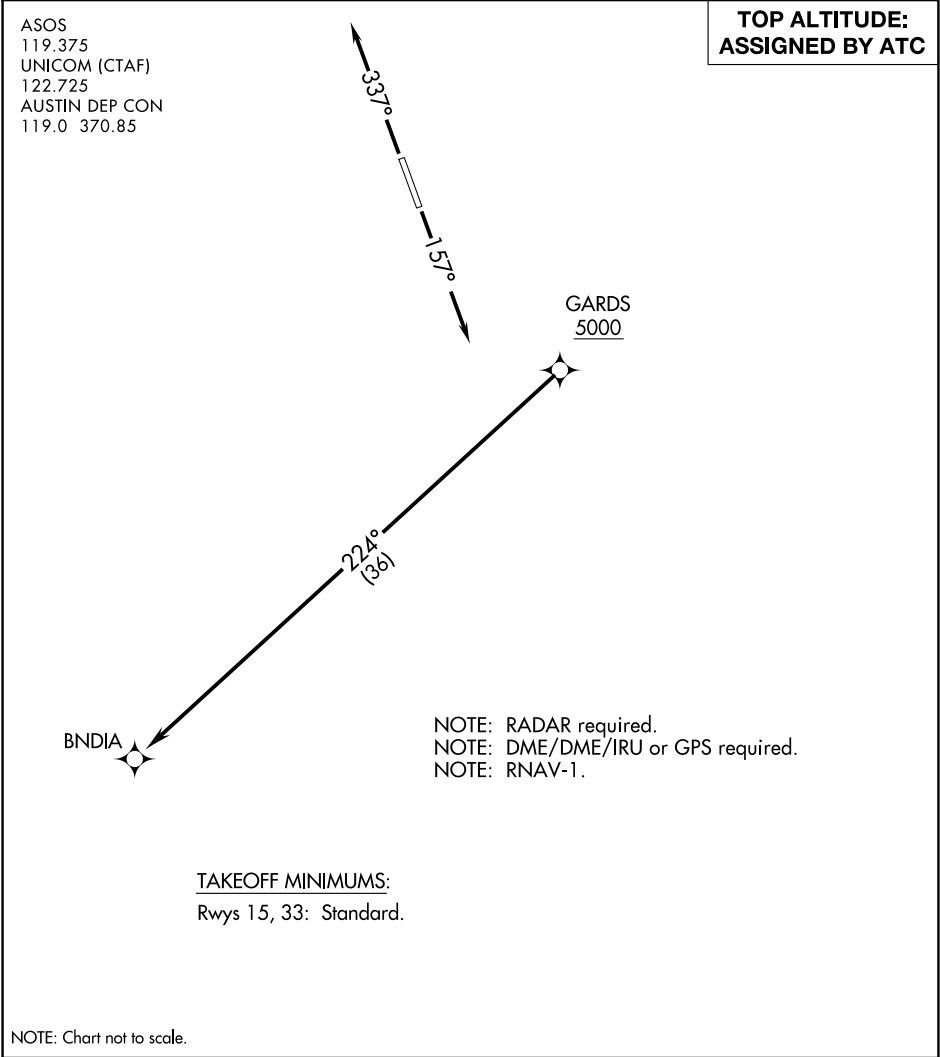 ASOS
119.375
UNICOM (CTAF)
122.725
AUSTIN DEP CON
119.0 370.85
TOP ALTITUDE:
ASSIGNED BY ATC
337°
157°
GARDS
5000
224°
(36)
BNDIA
NOTE: RADAR required.
NOTE: DME/DME/IRU or GPS required.
NOTE: RNAV-1.
TAKEOFF MINIMUMS:
Rwys 15, 33: Standard.
NOTE: Chart not to scale.